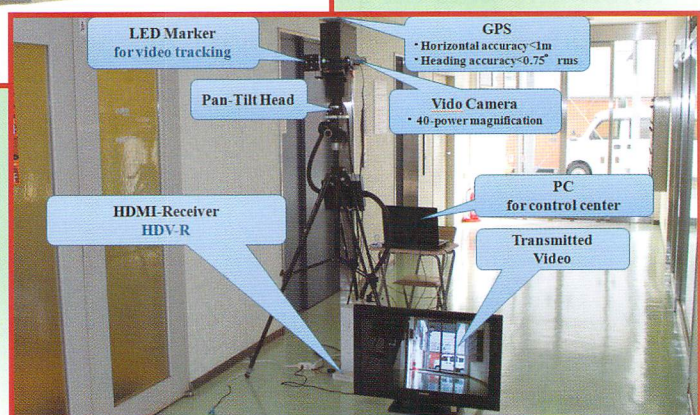 LED Marker
for video tracking
GPS
・Horizontal accuracy<1m
・Heading accuracy<0.75° rms
Pan-Tilt Head
Vido Camera
・40-power magnification
PC
for control center
HDMI-Receiver
HDV-R
Transmitted
Video